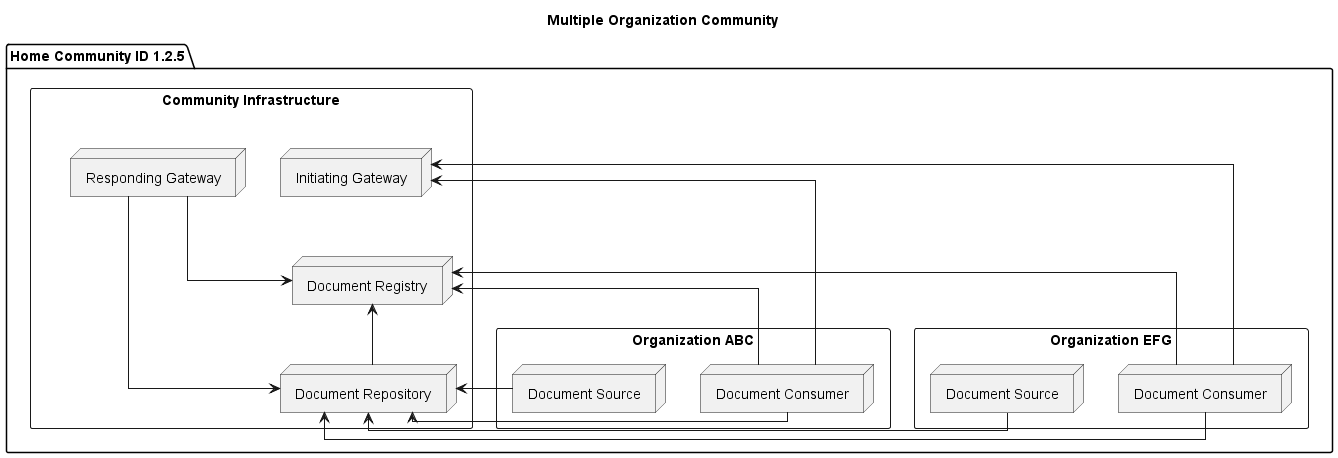 Multiple Organization Community
Home Community ID 1.2.5
Community Infrastructure
Responding Gateway
Initiating Gateway
Document Registry
Document Repository
Organization ABC
Document Source
Document Consumer
Organization EFG
Document Source
Document Consumer